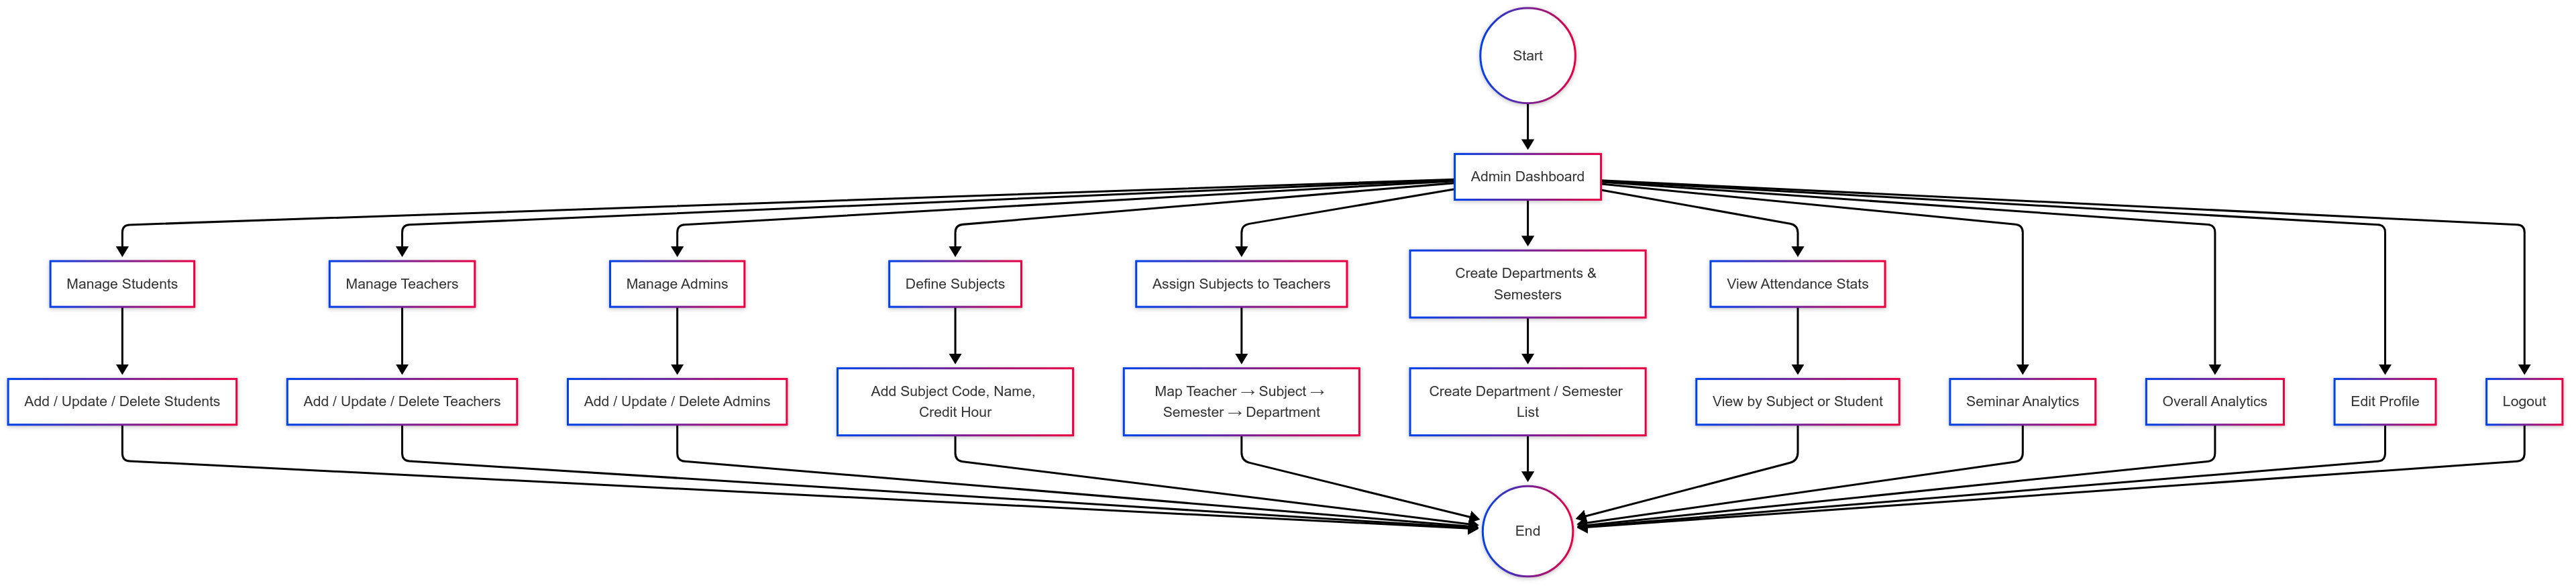 Start
Admin Dashboard
Manage Students
Manage Teachers
Manage Admins
Define Subjects
Assign Subjects to Teachers
Create Departments &
Semesters
View Attendance Stats
Add / Update / Delete Students
Add / Update / Delete Teachers
Add / Update / Delete Admins
Add Subject Code, Name,
Credit Hour
Map Teacher → Subject →
Semester → Department
Create Department / Semester
List
View by Subject or Student
Seminar Analytics
Overall Analytics
Edit Profile
Logout
End